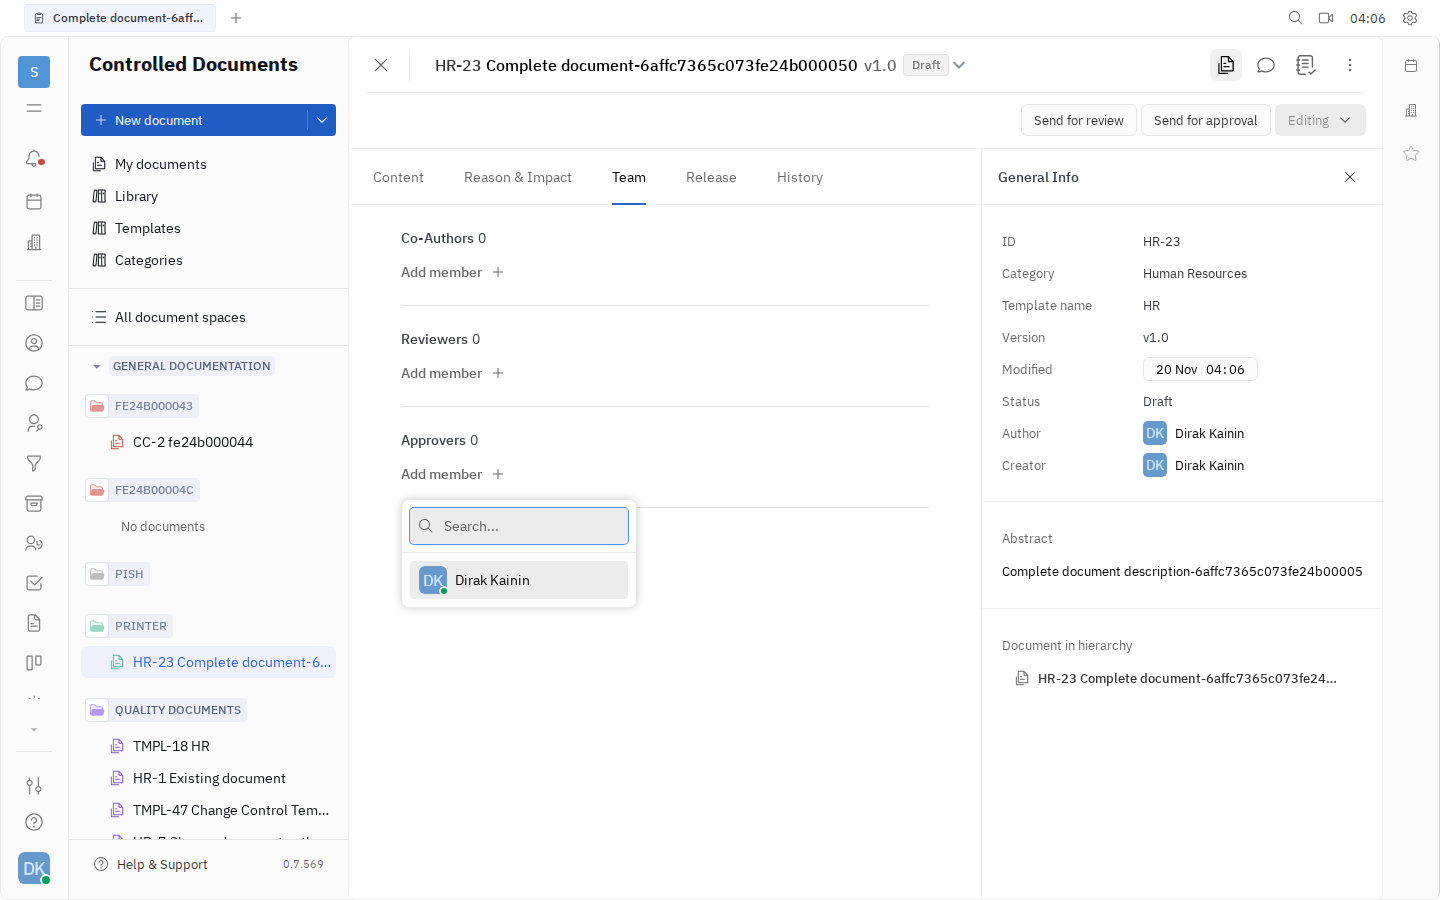 Complete document-6aff...
04:06
S
Controlled Documents
New document
My documents
Library
Templates
Categories
All document spaces
GENERAL DOCUMENTATION
FE24B000043
CC-2 fe24b000044
FE24B00004C
No documents
PISH
PRINTER
HR-23 Complete document-6...
QUALITY DOCUMENTS
TMPL-18 HR
HR-1 Existing document
TMPL-47 Change Control Tem...
Help & Support
0.7.569
DK
HR-23 Complete document-6affc7365c073fe24b000050 v1.0 Draft
Send for review
Send for approval
Editing
Content
Reason & Impact
Team
Release
History
Co-Authors 0
Add member
Reviewers 0
Add member
Approvers 0
Add member
Search...
DK Dirak Kainin
General Info
ID HR-23
Category Human Resources
Template name HR
Version v1.0
Modified 20 Nov 04:06
Status Draft
Author DK Dirak Kainin
Creator DK Dirak Kainin
Abstract
Complete document description-6affc7365c073fe24b00005
Document in hierarchy
HR-23 Complete document-6affc7365c073fe24...